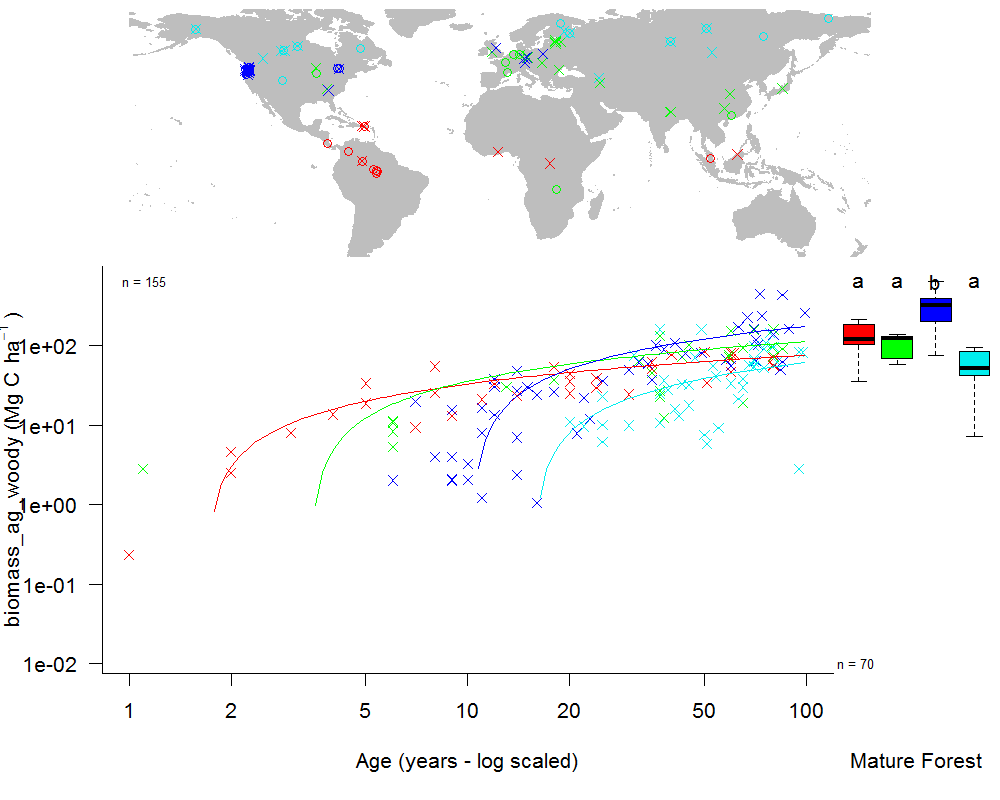 n = 155
a a b a
biomass_ag_woody (Mg C ha⁻¹ )
1e+02
1e+01
1e+00
1e-01
1e-02
n = 70
1 2 5 10 20 50 100
Age (years - log scaled)
Mature Forest